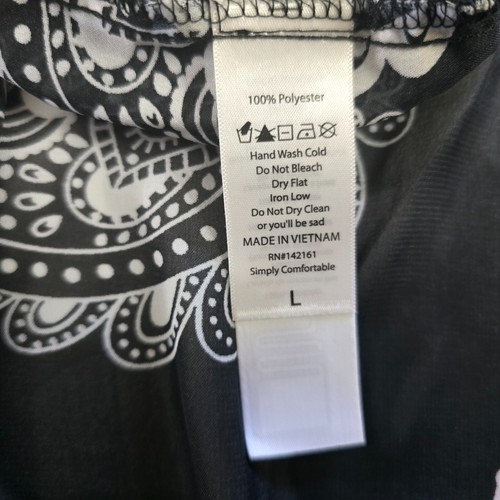 100% Polyester
Hand Wash Cold
Do Not Bleach
Dry Flat
Iron Low
Do Not Dry Clean
or you'll be sad
MADE IN VIETNAM
RN#142161
Simply Comfortable
L